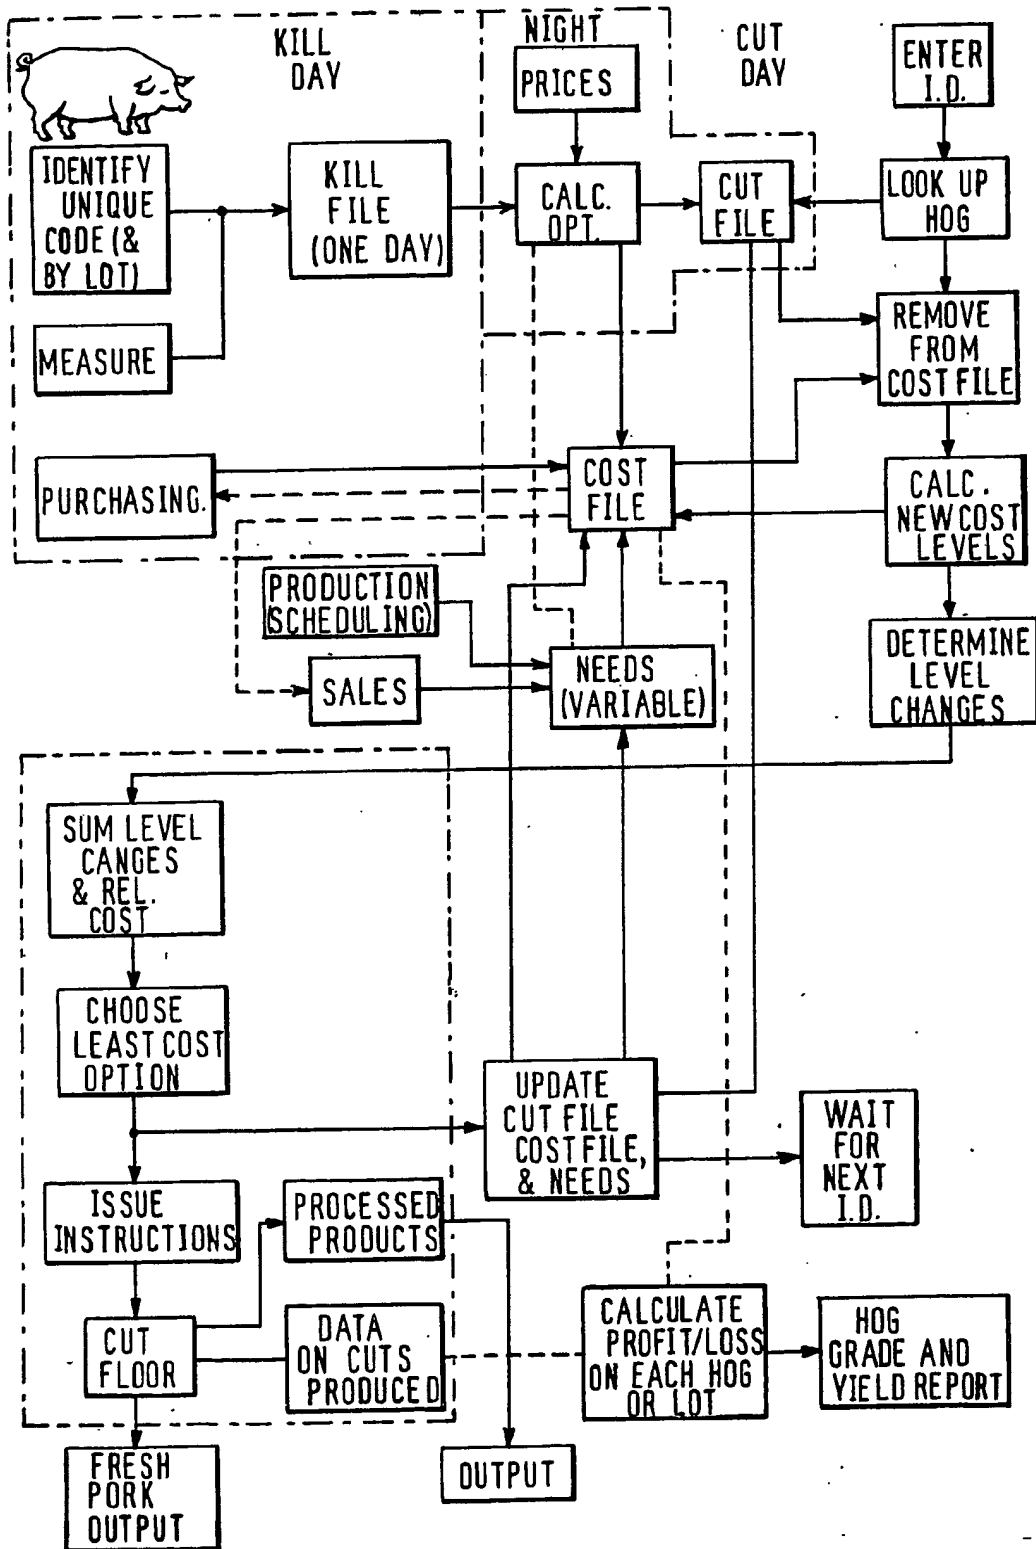 KILL
DAY
NIGHT
CUT
DAY
IDENTIFY
UNIQUE
CODE (&
BY LOT)
MEASURE
KILL
FILE
(ONE DAY)
PRICES
CALC.
OPT.
CUT
FILE
ENTER
I.D.
LOOK UP
HOG
REMOVE
FROM
COST FILE
PURCHASING.
COST
FILE
CALC.
NEW COST
LEVELS
PRODUCTION
(SCHEDULING)
SALES
NEEDS
(VARIABLE)
DETERMINE
LEVEL
CHANGES
SUM LEVEL
CANGES
& REL.
COST
CHOOSE
LEAST COST
OPTION
UPDATE
CUT FILE
COST FILE,
& NEEDS
WAIT
FOR
NEXT
I.D.
ISSUE
INSTRUCTIONS
PROCESSED
PRODUCTS
CUT
FLOOR
DATA
ON CUTS
PRODUCED
CALCULATE
PROFIT/LOSS
ON EACH HOG
OR LOT
HOG
GRADE AND
YIELD REPORT
FRESH
PORK
OUTPUT
OUTPUT